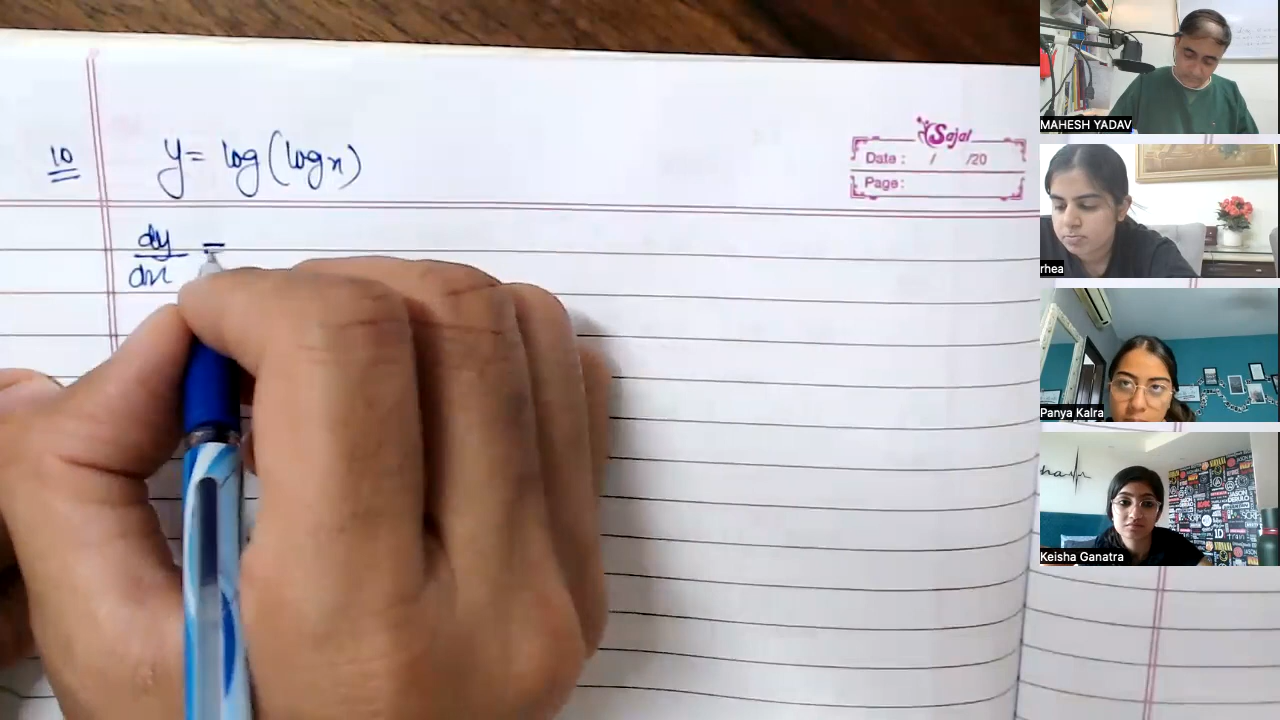 10 y = log(log x)
Sajal
Date : / /20
Page:
dy/dx =
MAHESH YADAV
rhea
Panya Kalra
Keisha Ganatra